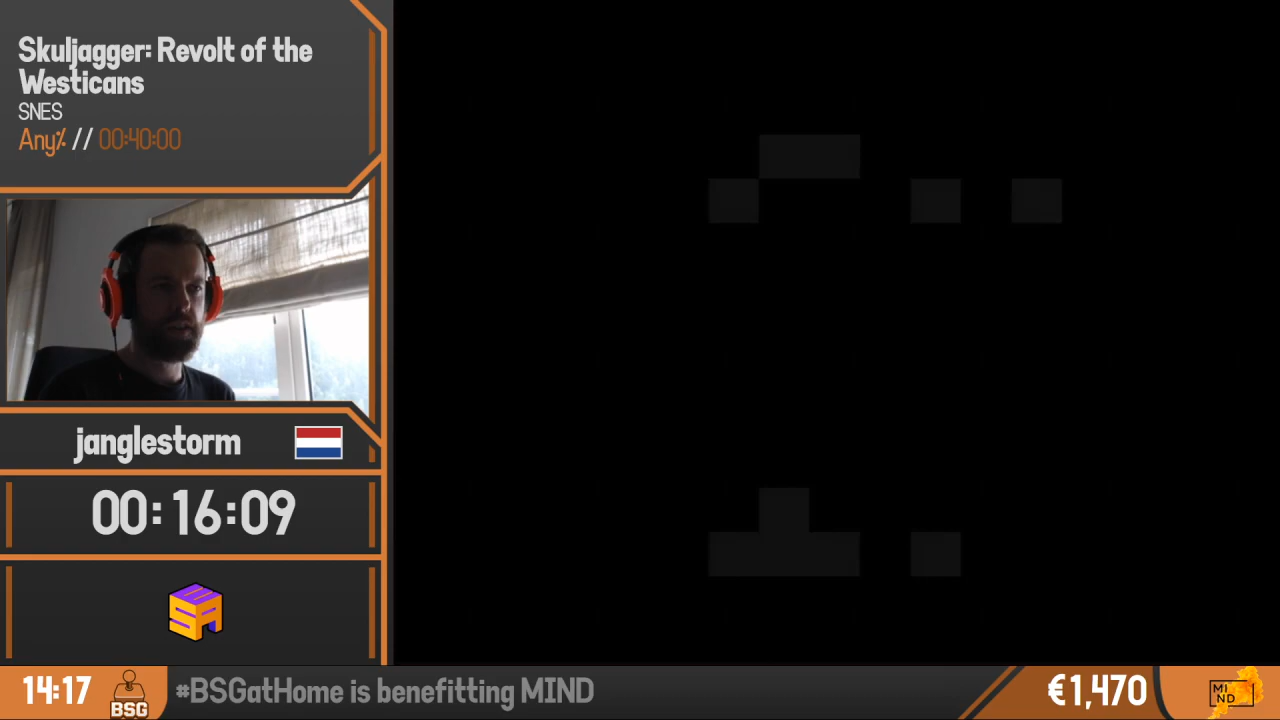 Skuljagger: Revolt of the
Westicans
SNES
Any% // 00:40:00
janglestorm
00:16:09
14:17
BSG
#BSGatHome is benefitting MIND
€1,470
MI
ND